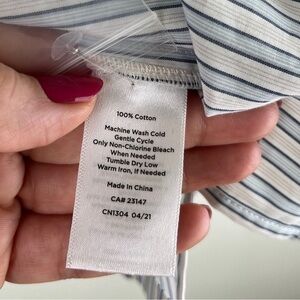 100% Cotton
Machine Wash Cold
Gentle Cycle
Only Non-Chlorine Bleach
When Needed
Tumble Dry Low
Warm Iron, If Needed
Made in China
CA# 23147
CN1304 04/21